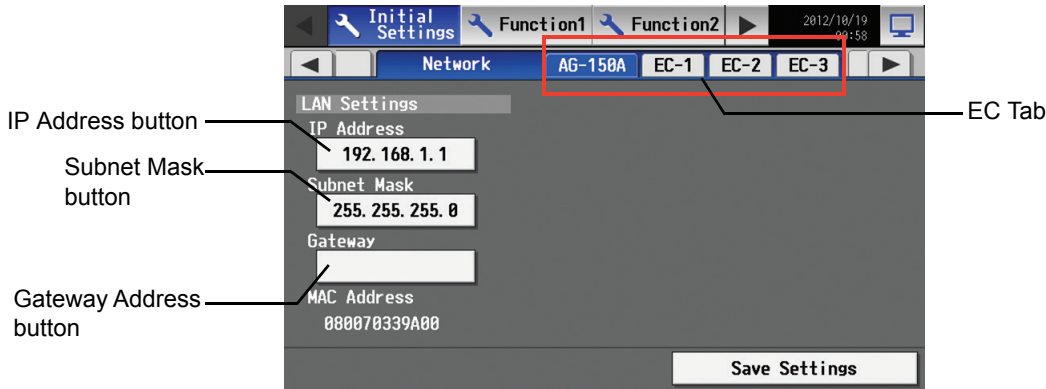 Initial Settings Function1 Function2 2012/10/19 00:58
Network AG-150A EC-1 EC-2 EC-3
EC Tab
LAN Settings
IP Address button
IP Address
192. 168. 1. 1
Subnet Mask button
Subnet Mask
255. 255. 255. 0
Gateway
Gateway Address button
MAC Address
080070339A00
Save Settings